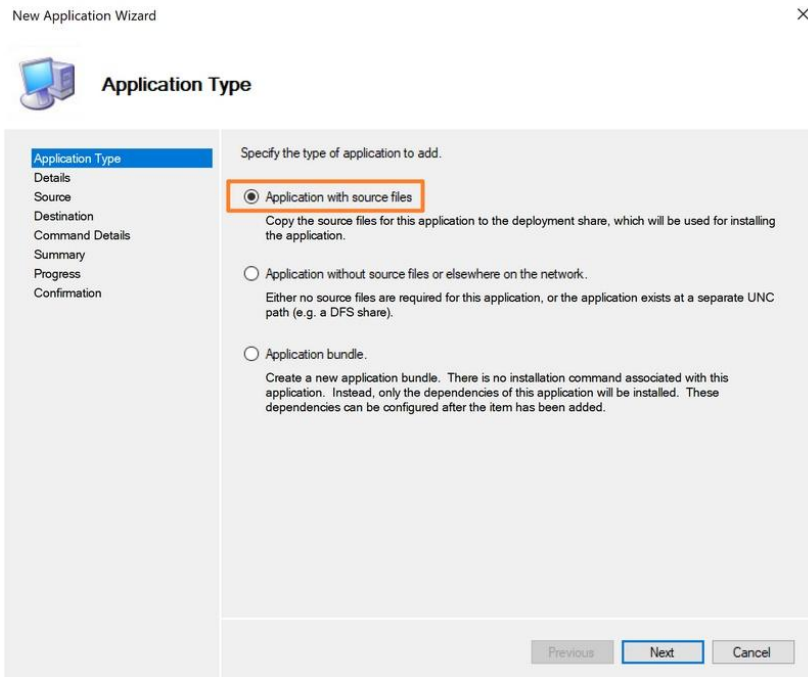 New Application Wizard
Application Type
Application Type
Details
Source
Destination
Command Details
Summary
Progress
Confirmation
Specify the type of application to add.
Application with source files
Copy the source files for this application to the deployment share, which will be used for installing
the application.
Application without source files or elsewhere on the network.
Either no source files are required for this application, or the application exists at a separate UNC
path (e.g. a DFS share).
Application bundle.
Create a new application bundle.  There is no installation command associated with this
application.  Instead, only the dependencies of this application will be installed.  These
dependencies can be configured after the item has been added.
Previous
Next
Cancel